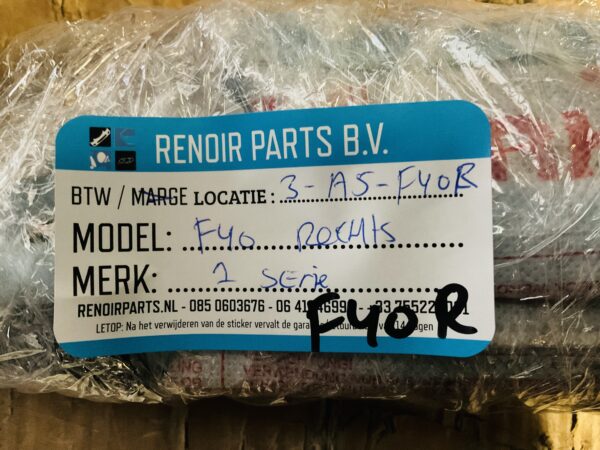 RENOIR PARTS B.V.
BTW / MARGE LOCATIE : 3-A5-F40R
MODEL: F40 Rechts
MERK: 1 Serie
RENOIRPARTS.NL - 085 0603676 - 06
LETOP: Na het verwijderen van de sticker vervalt de
F40R